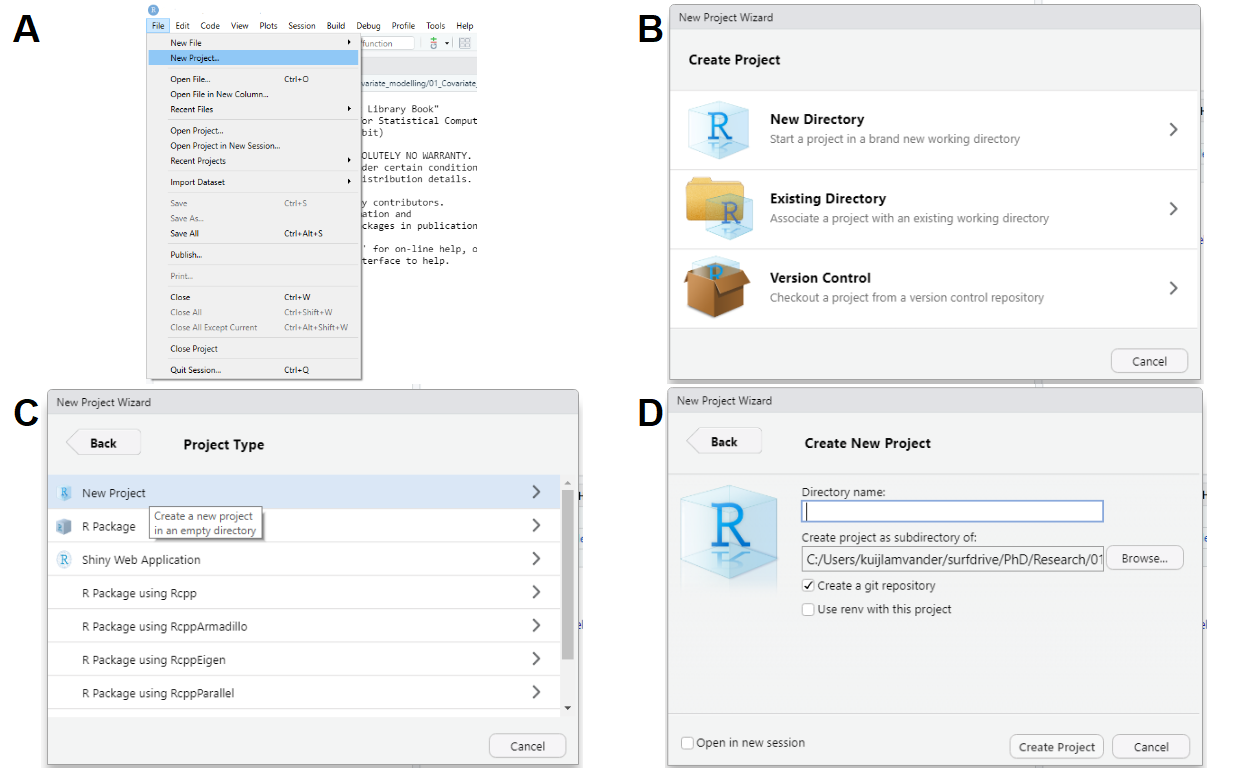 A
File Edit Code View Plots Session Build Debug Profile Tools Help
New File
function
New Project...
Open File... Ctrl+O
variate_modelling/01_Covariate_
Open File in New Column...
Recent Files
Library Book"
or Statistical Comput
Open Project...
bit)
Open Project in New Session...
OLUTELY NO WARRANTY.
Recent Projects
der certain condition
istribution details.
Import Dataset
Save Ctrl+S
y contributors.
ation and
Save As...
ckages in publication
Save All Ctrl+Alt+S
' for on-line help, o
Publish...
terface to help.
Print...
Close Ctrl+W
Close All Ctrl+Shift+W
Close All Except Current Ctrl+Alt+Shift+W
Close Project
Quit Session... Ctrl+Q
B
New Project Wizard
Create Project
R
New Directory
Start a project in a brand new working directory
R
Existing Directory
Associate a project with an existing working directory
R
Version Control
Checkout a project from a version control repository
Cancel
C
New Project Wizard
Back Project Type
R New Project
Create a new project
in an empty directory
R Package
R Shiny Web Application
R Package using Rcpp
R Package using RcppArmadillo
R Package using RcppEigen
R Package using RcppParallel
Cancel
D
New Project Wizard
Back Create New Project
R
Directory name:
Create project as subdirectory of:
C:/Users/kuijlamvander/surfdrive/PhD/Research/01 Browse...
Create a git repository
Use renv with this project
Open in new session Create Project Cancel